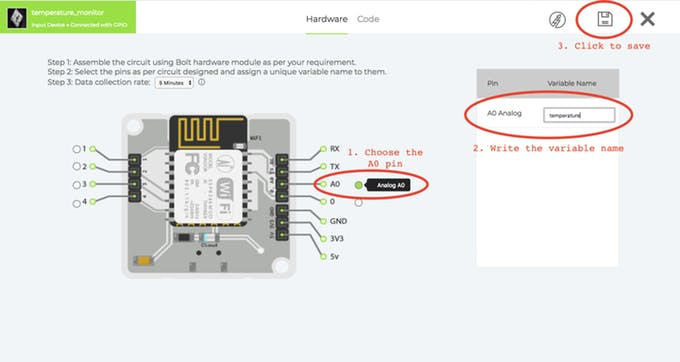 temperature_monitor
Input Device • Connected with GPIO
Hardware
Code
3. Click to save
Step 1: Assemble the circuit using Bolt hardware module as per your requirement.
Step 2: Select the pins as per circuit designed and assign a unique variable name to them.
Step 3: Data collection rate: 5 Minutes
Pin
Variable Name
A0 Analog
temperature
2. Write the variable name
WiFi
1. Choose the
A0 pin
1
2
3
4
RX
TX
A0
Analog A0
0
GND
3V3
5v
WiFi
Cloud